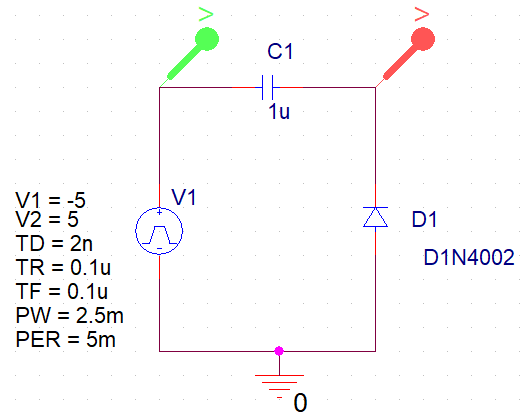 V
V
C1
1u
V1
+
-
V1 = -5
V2 = 5
TD = 2n
TR = 0.1u
TF = 0.1u
PW = 2.5m
PER = 5m
D1
D1N4002
0